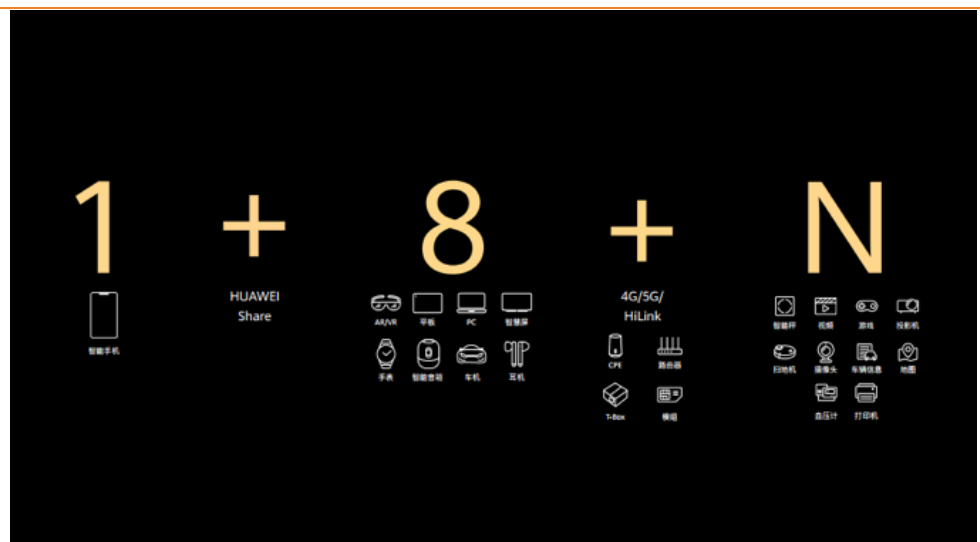 1 + 8 + N
HUAWEI
Share
4G/5G/
HiLink
智能手机
AR/VR 平板 PC 智慧屏
手表 智能音箱 车机 耳机
CPE 路由器
T-Box 模组
智能秤 视频 游戏 投影机
扫地机 摄像头 车辆信息 地图
血压计 打印机